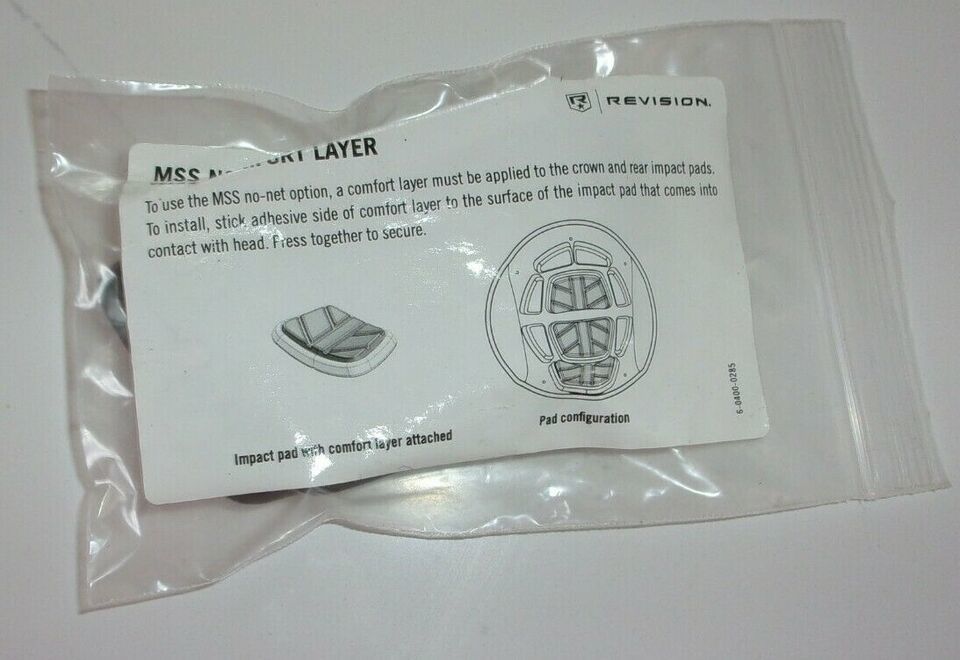 REVISION.
MSS COMFORT LAYER
To use the MSS no-net option, a comfort layer must be applied to the crown and rear impact pads.
To install, stick adhesive side of comfort layer to the surface of the impact pad that comes into
contact with head. Press together to secure.
Impact pad with comfort layer attached
Pad configuration
6-0400-0285